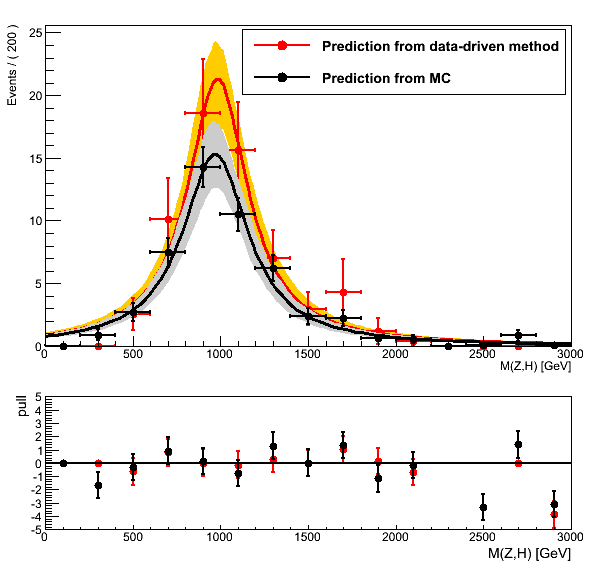 Events / ( 200 )
25
20
15
10
5
0
Prediction from data-driven method
Prediction from MC
0 500 1000 1500 2000 2500 3000
M(Z,H) [GeV]
pull
5
4
3
2
1
0
-1
-2
-3
-4
-5
0 500 1000 1500 2000 2500 3000
M(Z,H) [GeV]